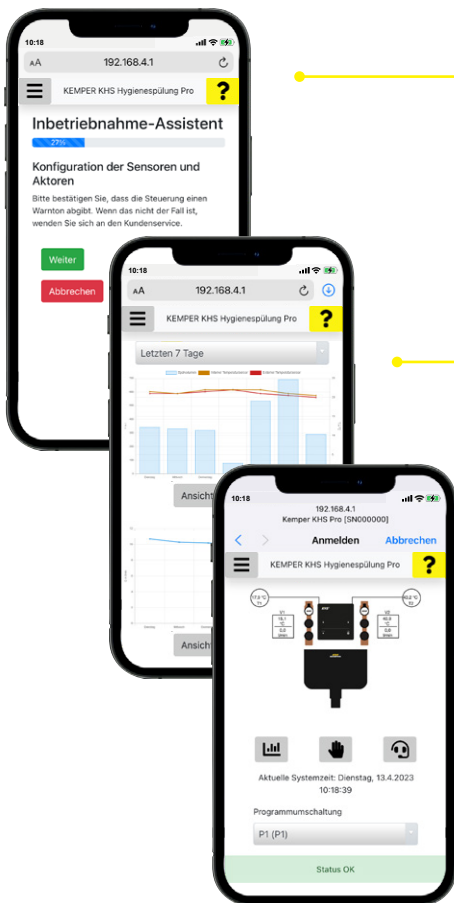 10:18
AA 192.168.4.1
KEMPER KHS Hygienespülung Pro ?
Inbetriebnahme-Assistent
27%
Konfiguration der Sensoren und
Aktoren
Bitte bestätigen Sie, dass die Steuerung einen
Warnton abgibt. Wenn das nicht der Fall ist,
wenden Sie sich an den Kundenservice.
Weiter
Abbrechen
10:18
AA 192.168.4.1
KEMPER KHS Hygienespülung Pro ?
Letzten 7 Tage
Ansicht
Ansich
10:18
192.168.4.1
Kemper KHS Pro [SN000000]
Anmelden Abbrechen
KEMPER KHS Hygienespülung Pro ?
T1
V1
V2
Aktuelle Systemzeit: Dienstag, 13.4.2023
10:18:39
Programmumschaltung
P1 (P1)
Status OK